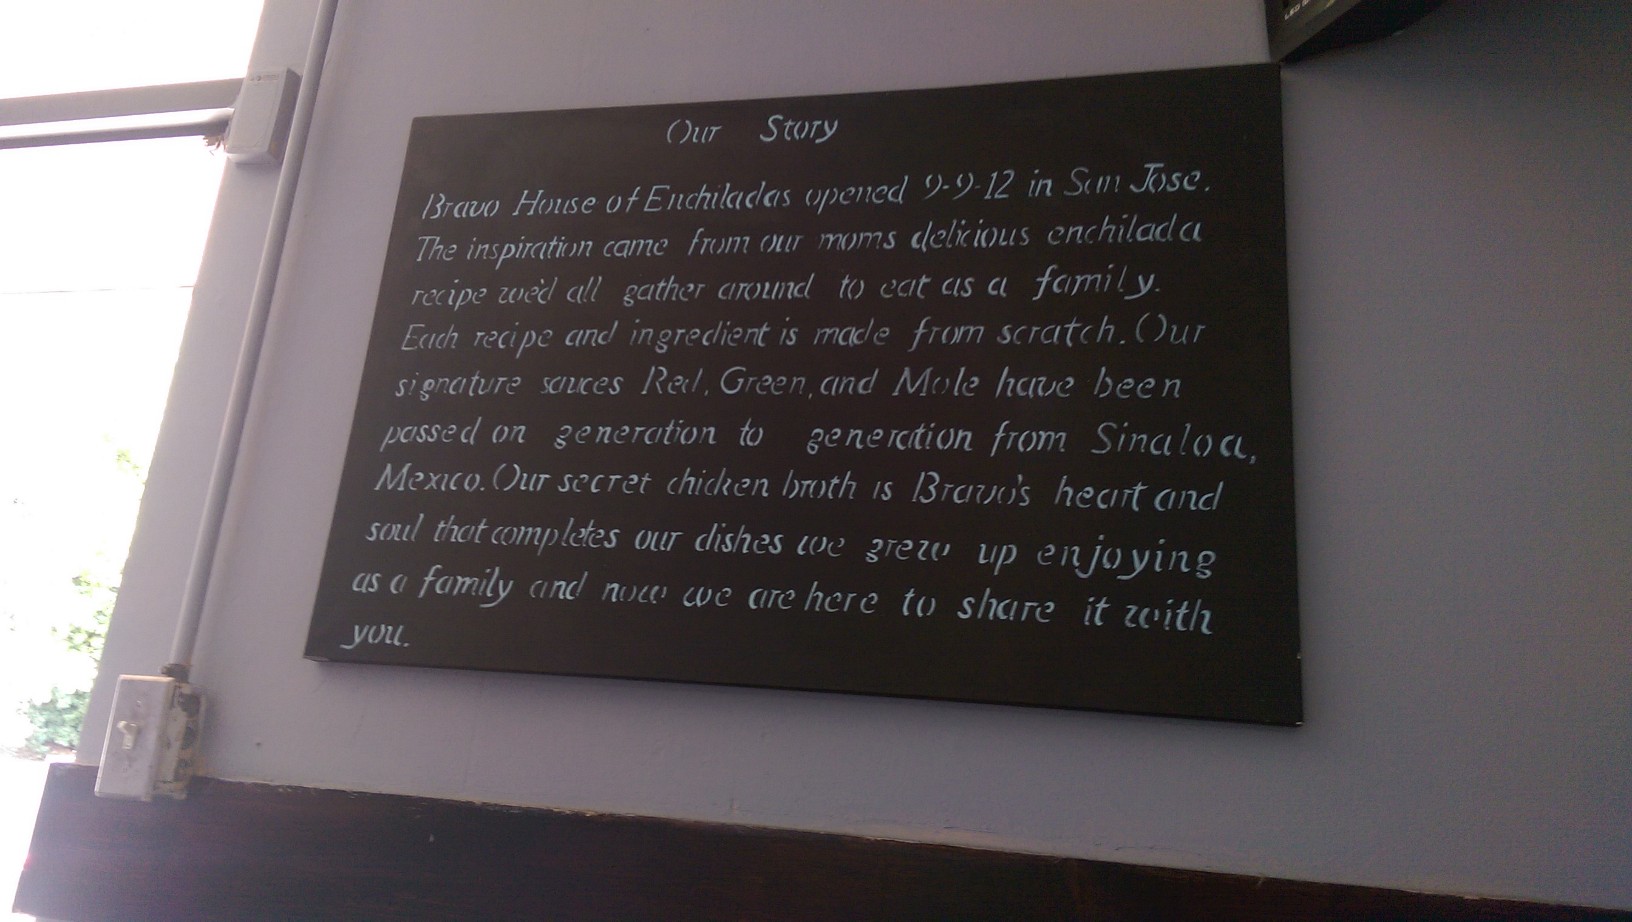 Our Story
Bravo House of Enchiladas opened 9-9-12 in San Jose.
The inspiration came from our moms delicious enchilada
recipe we'd all gather around to eat as a family.
Each recipe and ingredient is made from scratch. Our
signature sauces Red, Green, and Mole have been
passed on generation to generation from Sinaloa,
Mexico. Our secret chicken broth is Bravo's heart and
soul that completes our dishes we grew up enjoying
as a family and now we are here to share it with
you.